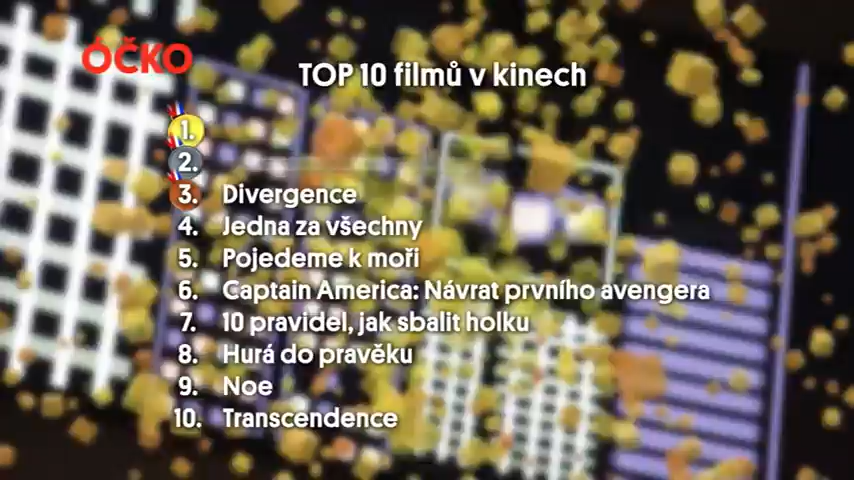 ÓČKO
TOP 10 filmů v kinech
1.
2.
3. Divergence
4. Jedna za všechny
5. Pojedeme k moři
6. Captain America: Návrat prvního avengera
7. 10 pravidel, jak sbalit holku
8. Hurá do pravěku
9. Noe
10. Transcendence